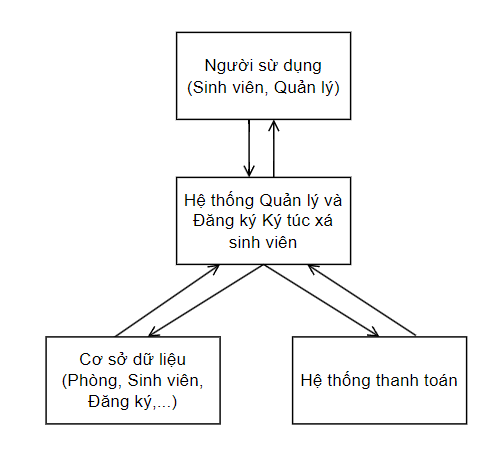 Người sừ dụng
(Sinh viên, Quản lý)
Hệ thống Quản lý và
Đăng ký Ký túc xá
sinh viên
Cơ sở dữ liệu
(Phòng, Sinh viên,
Đăng ký,...)
Hệ thống thanh toán